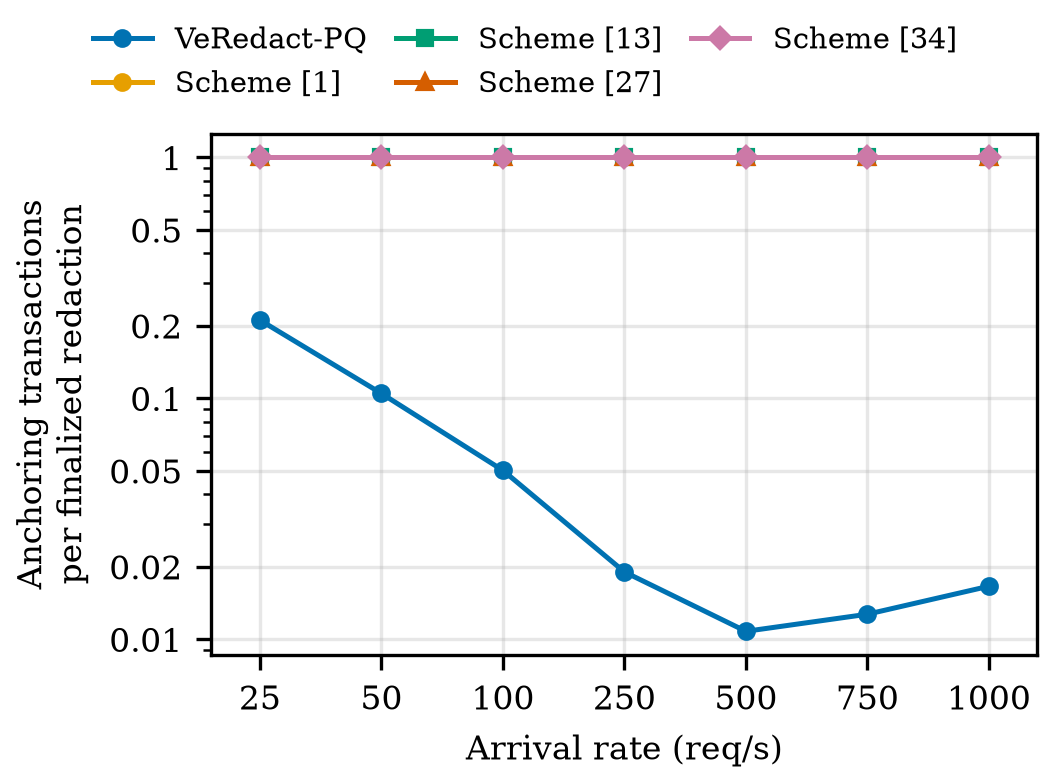 VeRedact-PQ
Scheme [1]
Scheme [13]
Scheme [27]
Scheme [34]
Anchoring transactions
per finalized redaction
1
0.5
0.2
0.1
0.05
0.02
0.01
25 50 100 250 500 750 1000
Arrival rate (req/s)